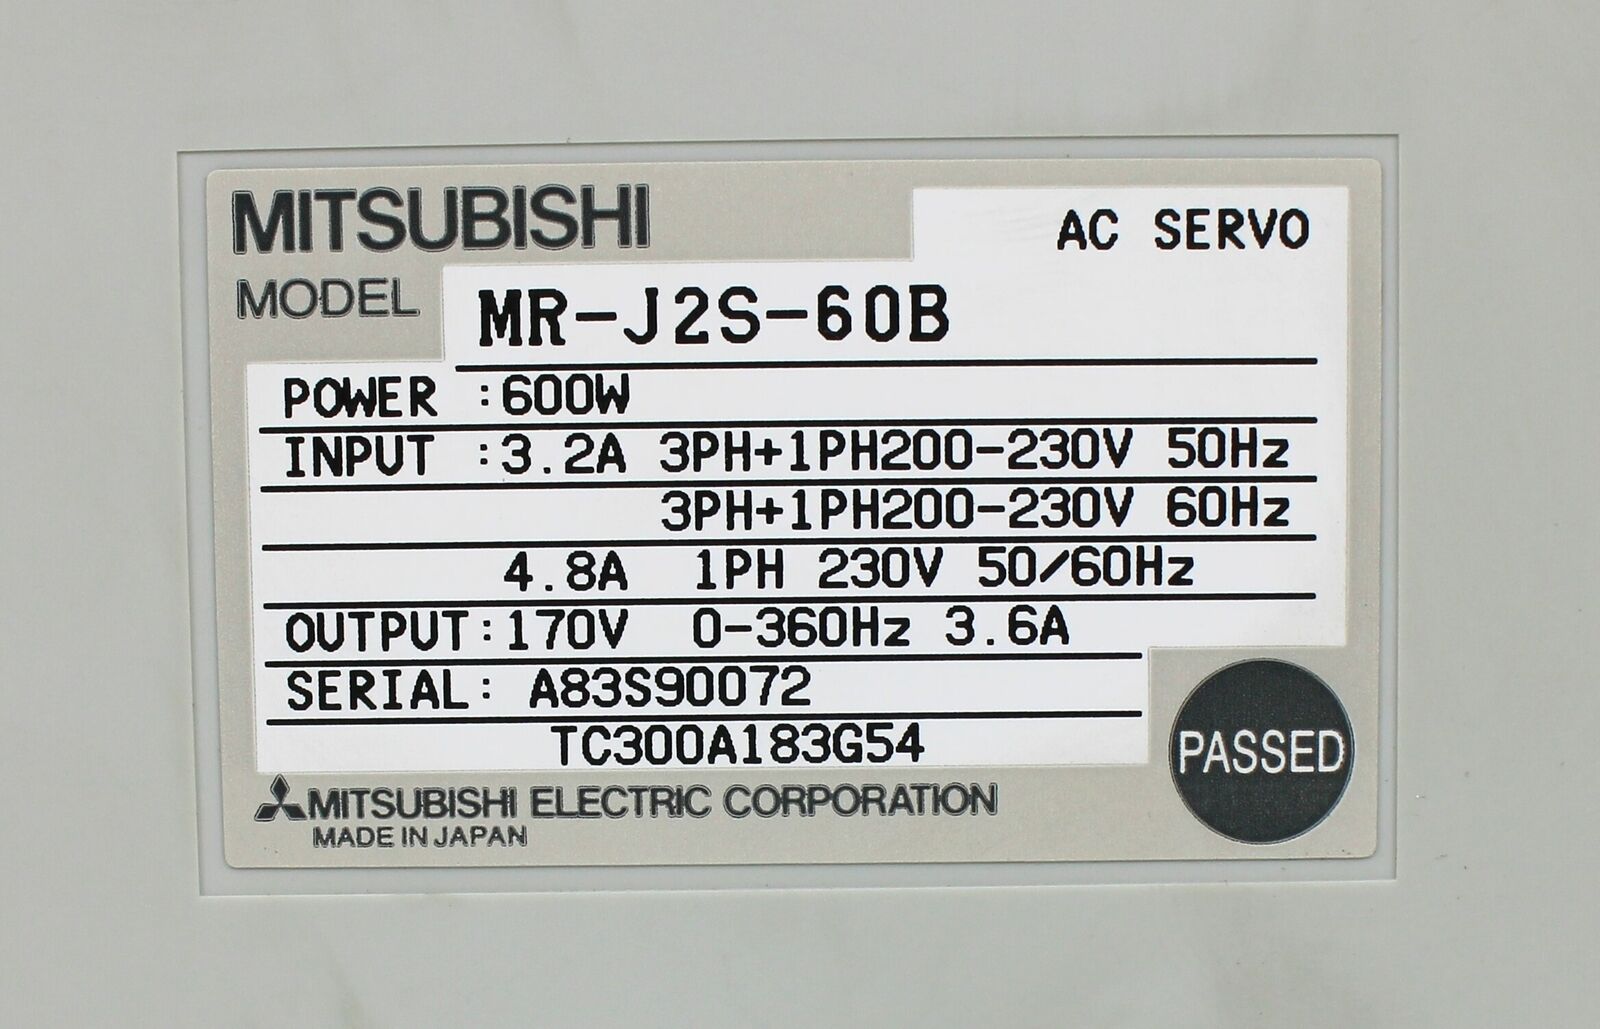 MITSUBISHI
AC SERVO
MODEL MR-J2S-60B
POWER :600W
INPUT :3.2A 3PH+1PH200-230V 50Hz
3PH+1PH200-230V 60Hz
4.8A 1PH 230V 50/60Hz
OUTPUT:170V 0-360Hz 3.6A
SERIAL: A83S90072
TC300A183G54
PASSED
MITSUBISHI ELECTRIC CORPORATION
MADE IN JAPAN